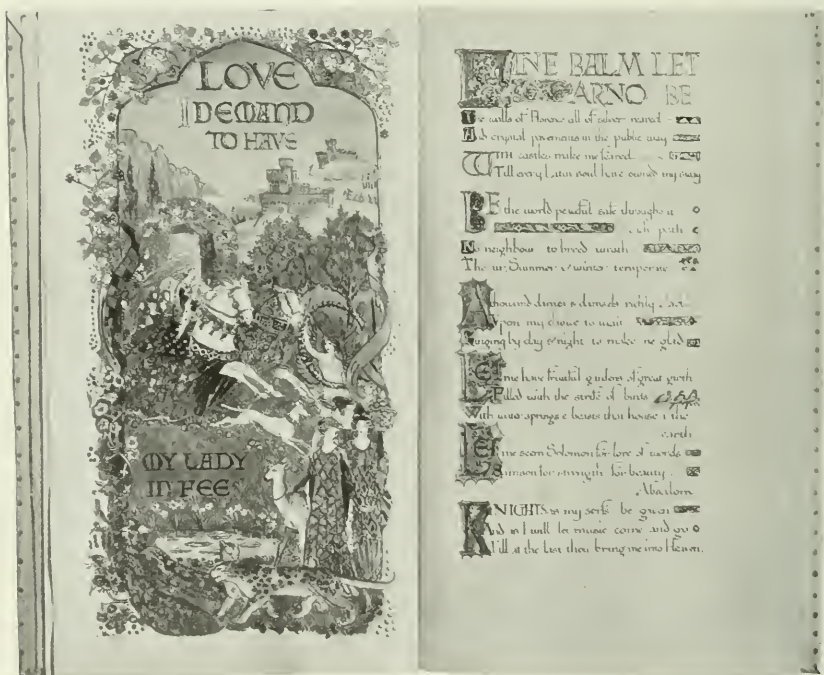 LOVE
I DEMAND
TO HAVE
MY LADY
IN FEE
FINE BALM LET
ARNO BE
The walls of Florence all of silver reared
And crystal pavements in the public way
WITH castles make me feared
Till every Latin soul have owned my sway
BE the world peaceful safe throughout
each path
No neighbour to breed wrath
The air Summer & winter temperate
A thousand dames & damsels richly clad
Upon my choice to wait
Singing by day & night to make me glad
LET me have fruitful gardens of great girth
Filled with the strife of birds
With water springs & beasts that house i the
earth
LET me seem Solomon for lore of words
Samson for strength for beauty
Absalom
KNIGHTS as my serfs be given
And as I will let music come and go
Till at the last thou bring me into Heaven.